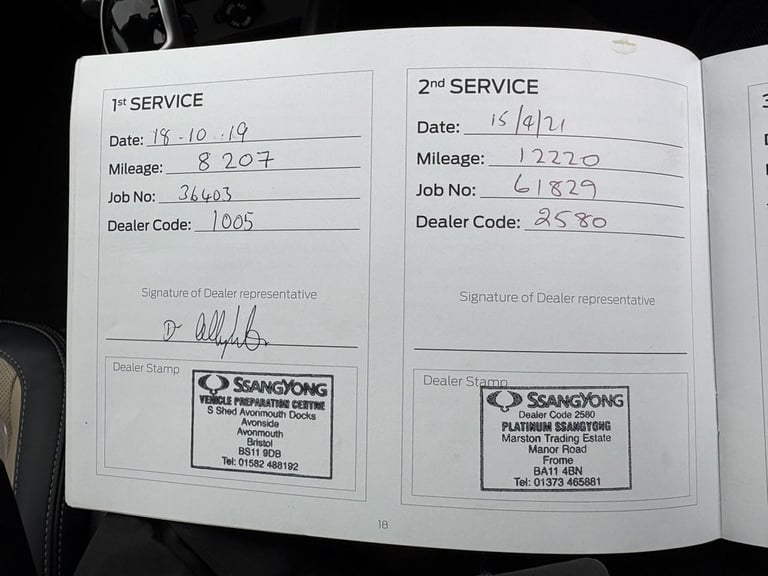 1st SERVICE
Date: 18-10-19
Mileage: 8207
Job No: 36403
Dealer Code: 1005
Signature of Dealer representative
Dealer Stamp
SSANGYONG
VEHICLE PREPARATION CENTRE
S Shed Avonmouth Docks
Avonside
Avonmouth
Bristol
BS11 9DB
Tel: 01582 488192
2nd SERVICE
Date: 15/4/21
Mileage: 12220
Job No: 61829
Dealer Code: 2580
Signature of Dealer representative
Dealer Stamp
SSANGYONG
Dealer Code 2580
PLATINUM SSANGYONG
Marston Trading Estate
Manor Road
Frome
BA11 4BN
Tel: 01373 465881
18